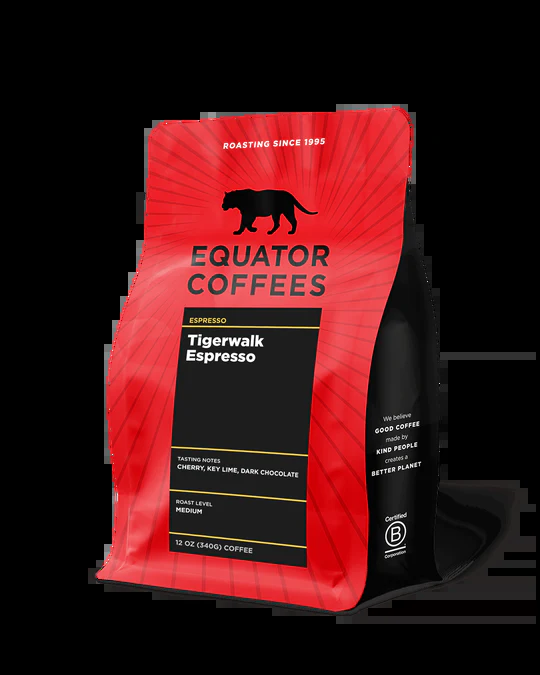 ROASTING SINCE 1995
EQUATOR
COFFEES
ESPRESSO
Tigerwalk
Espresso
TASTING NOTES
CHERRY, KEY LIME, DARK CHOCOLATE
ROAST LEVEL
MEDIUM
12 OZ (340G) COFFEE
We believe
GOOD COFFEE
made by
KIND PEOPLE
creates a
BETTER PLANET
Certified
B
Corporation